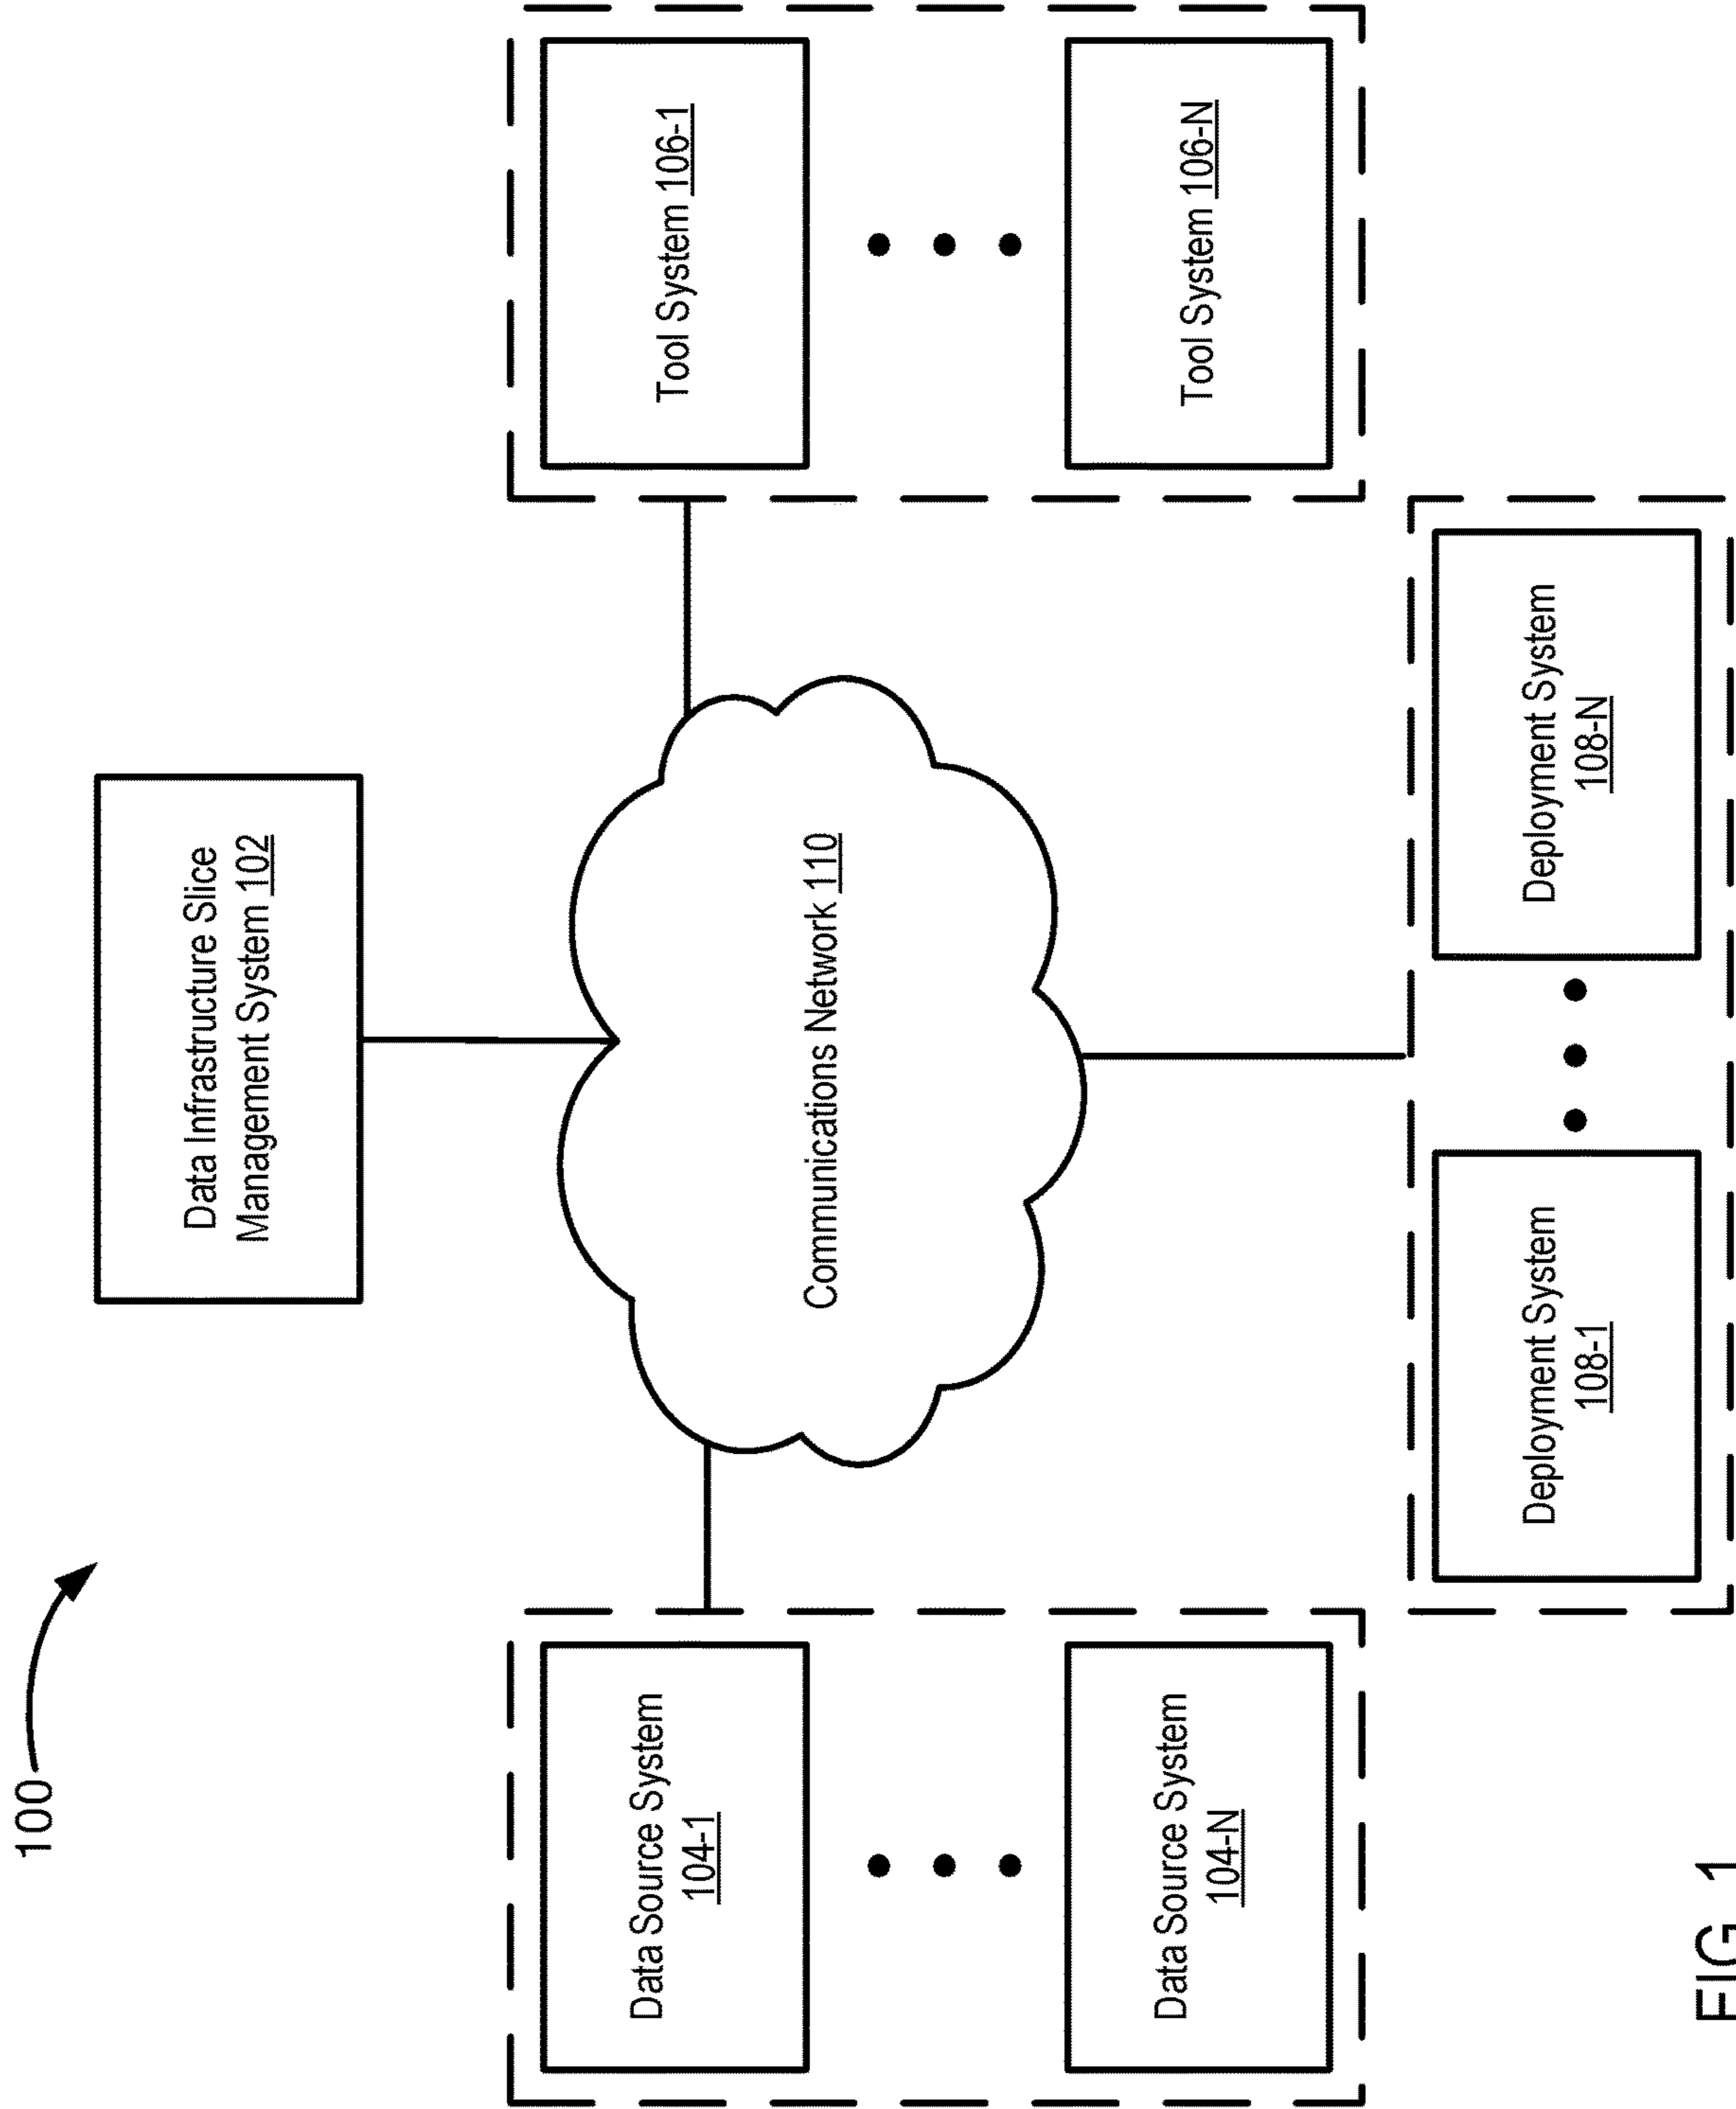 100
Data Infrastructure Slice
Management System 102
Data Source System
104-1
Data Source System
104-N
Communications Network 110
Tool System 106-1
Tool System 106-N
Deployment System
108-1
Deployment System
108-N
FIG. 1